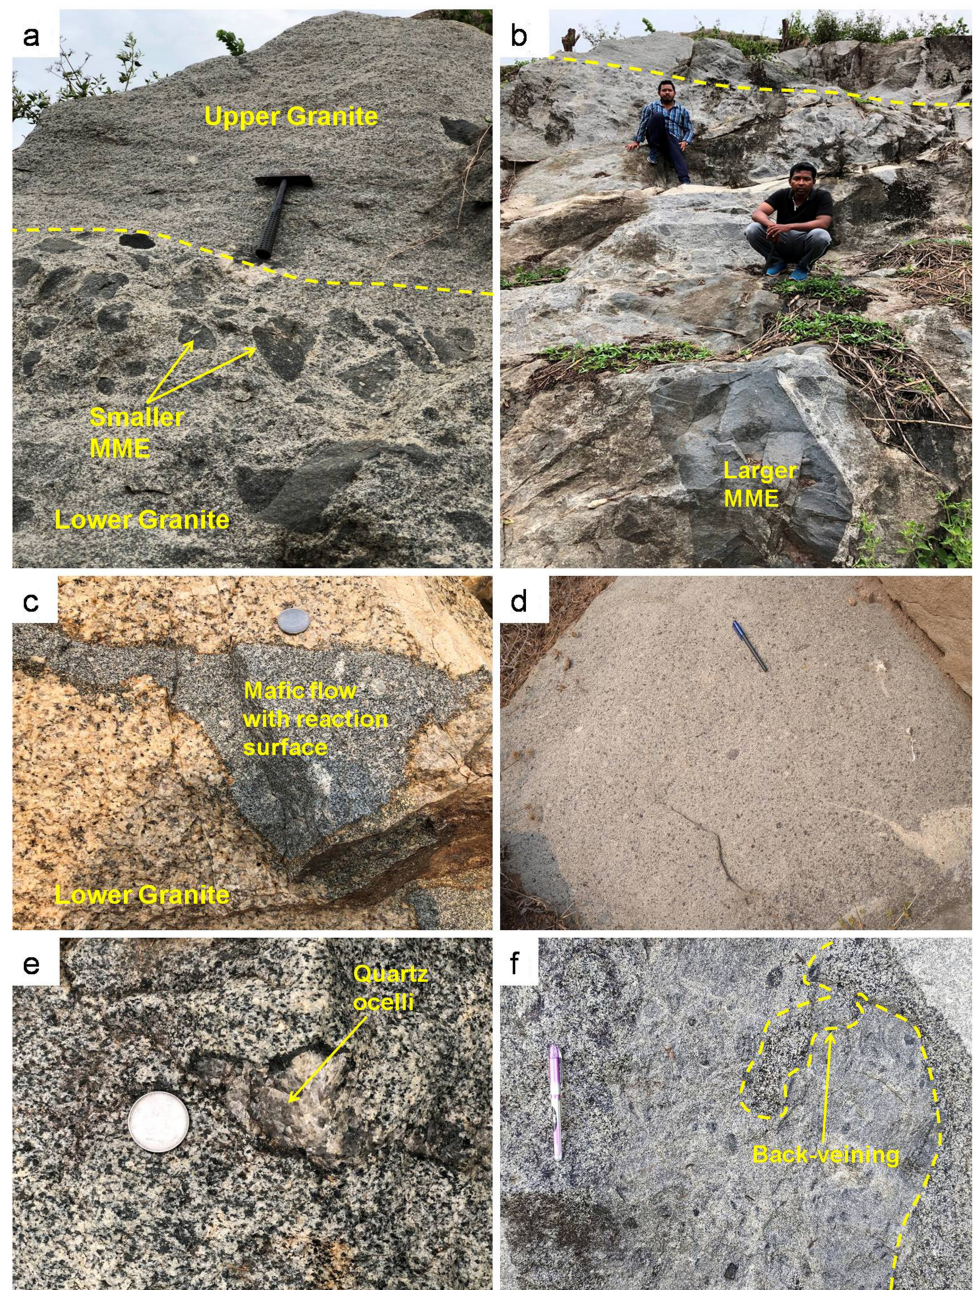 a
Upper Granite
Smaller
MME
Lower Granite
b
Larger
MME
c
Mafic flow
with reaction
surface
Lower Granite
d
e
Quartz
ocelli
f
Back-veining